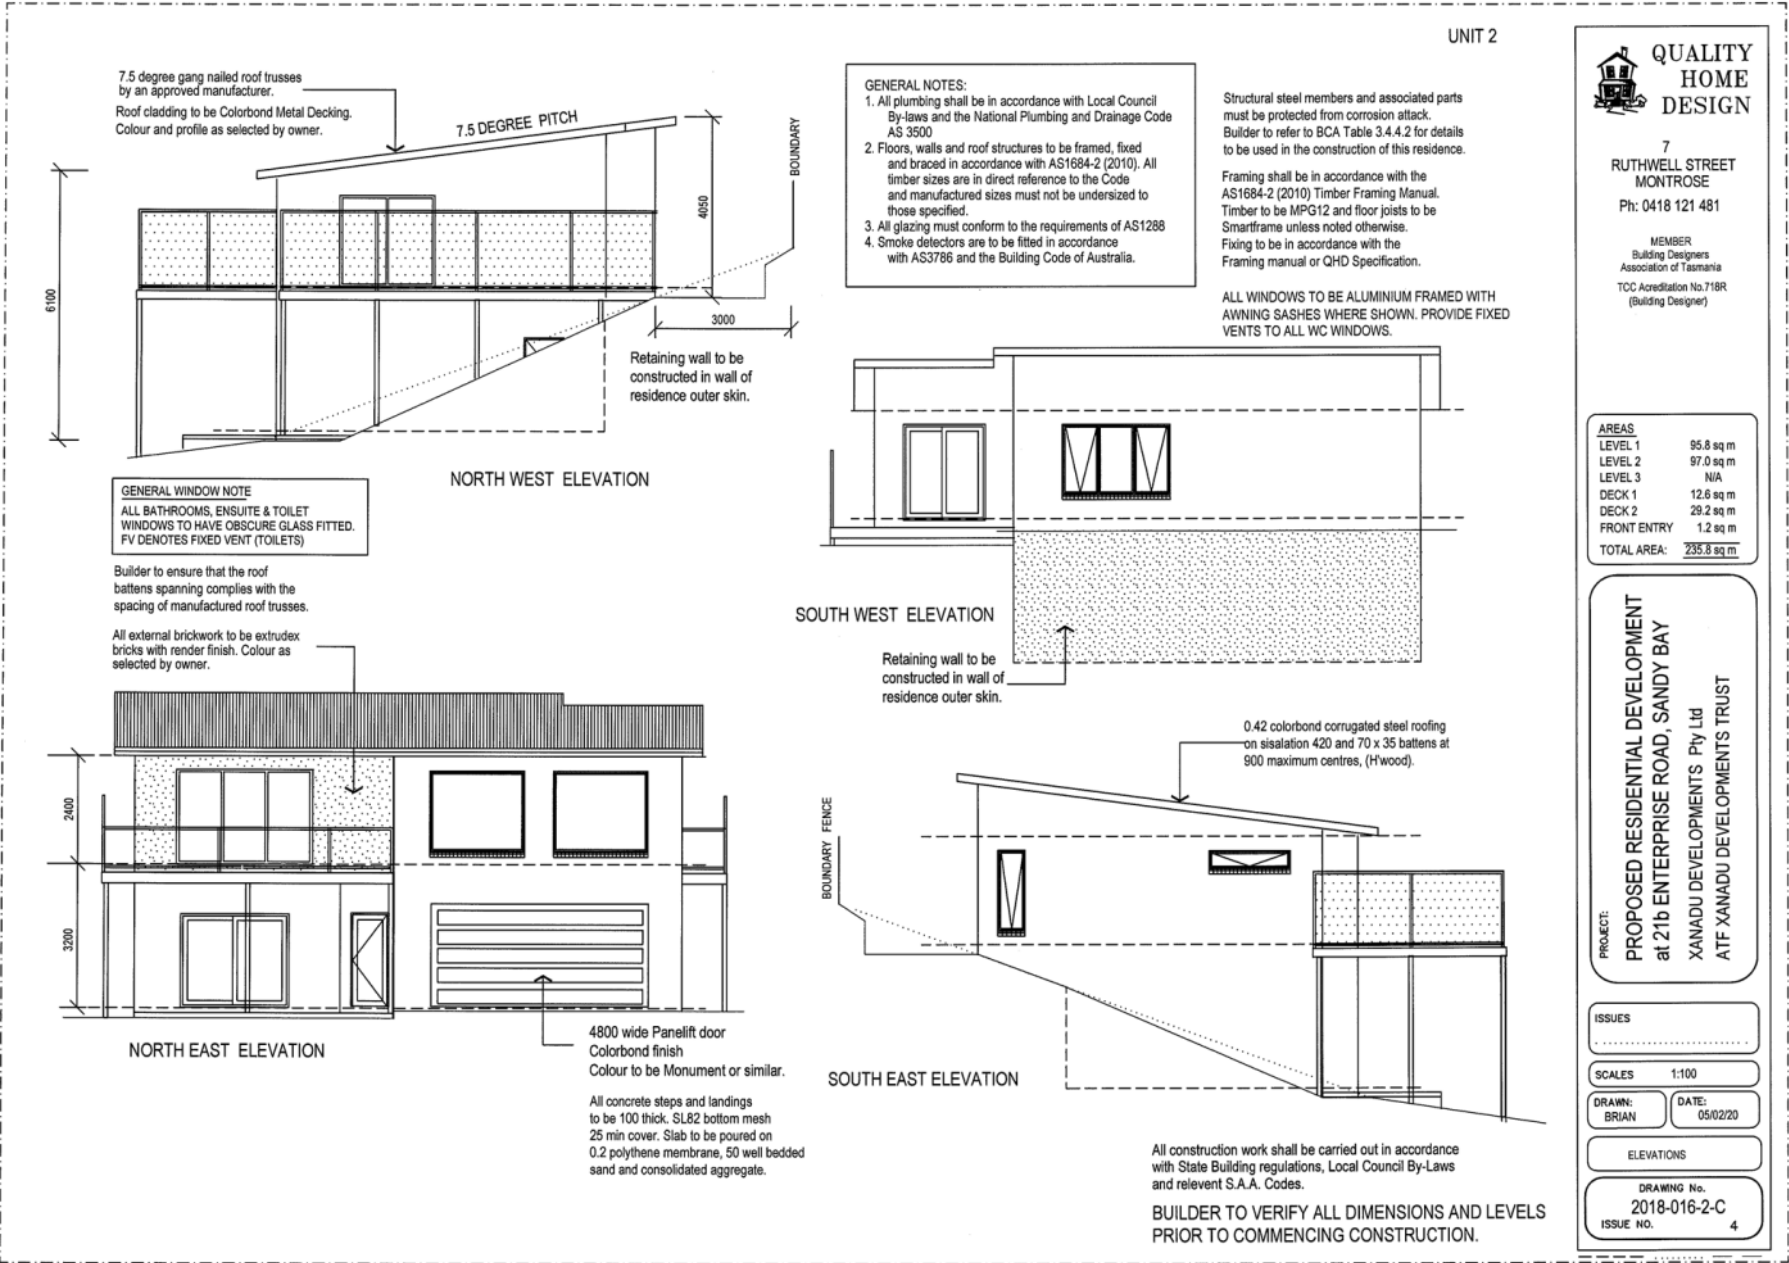 UNIT 2
7.5 degree gang nailed roof trusses
by an approved manufacturer.
Roof cladding to be Colorbond Metal Decking.
Colour and profile as selected by owner.
7.5 DEGREE PITCH
BOUNDARY
4050
6100
3000
Retaining wall to be
constructed in wall of
residence outer skin.
NORTH WEST ELEVATION
GENERAL NOTES:
1. All plumbing shall be in accordance with Local Council
By-laws and the National Plumbing and Drainage Code
AS 3500
2. Floors, walls and roof structures to be framed, fixed
and braced in accordance with AS1684-2 (2010). All
timber sizes are in direct reference to the Code
and manufactured sizes must not be undersized to
those specified.
3. All glazing must conform to the requirements of AS1288
4. Smoke detectors are to be fitted in accordance
with AS3786 and the Building Code of Australia.
Structural steel members and associated parts
must be protected from corrosion attack.
Builder to refer to BCA Table 3.4.4.2 for details
to be used in the construction of this residence.
Framing shall be in accordance with the
AS1684-2 (2010) Timber Framing Manual.
Timber to be MPG12 and floor joists to be
Smartframe unless noted otherwise.
Fixing to be in accordance with the
Framing manual or QHD Specification.
ALL WINDOWS TO BE ALUMINIUM FRAMED WITH
AWNING SASHES WHERE SHOWN. PROVIDE FIXED
VENTS TO ALL WC WINDOWS.
SOUTH WEST ELEVATION
Retaining wall to be
constructed in wall of
residence outer skin.
GENERAL WINDOW NOTE
ALL BATHROOMS, ENSUITE & TOILET
WINDOWS TO HAVE OBSCURE GLASS FITTED.
FV DENOTES FIXED VENT (TOILETS)
Builder to ensure that the roof
battens spanning complies with the
spacing of manufactured roof trusses.
All external brickwork to be extrudex
bricks with render finish. Colour as
selected by owner.
2400
3200
NORTH EAST ELEVATION
4800 wide Panelift door
Colorbond finish
Colour to be Monument or similar.
All concrete steps and landings
to be 100 thick. SL82 bottom mesh
25 min cover. Slab to be poured on
0.2 polythene membrane, 50 well bedded
sand and consolidated aggregate.
0.42 colorbond corrugated steel roofing
on sisalation 420 and 70 x 35 battens at
900 maximum centres, (H'wood).
BOUNDARY FENCE
SOUTH EAST ELEVATION
All construction work shall be carried out in accordance
with State Building regulations, Local Council By-Laws
and relevent S.A.A. Codes.
BUILDER TO VERIFY ALL DIMENSIONS AND LEVELS
PRIOR TO COMMENCING CONSTRUCTION.
QUALITY
HOME
DESIGN
7
RUTHWELL STREET
MONTROSE
Ph: 0418 121 481
MEMBER
Building Designers
Association of Tasmania
TCC Acreditation No.718R
(Building Designer)
AREAS
LEVEL 1 95.8 sq m
LEVEL 2 97.0 sq m
LEVEL 3 N/A
DECK 1 12.6 sq m
DECK 2 29.2 sq m
FRONT ENTRY 1.2 sq m
TOTAL AREA: 235.8 sq m
PROJECT:
PROPOSED RESIDENTIAL DEVELOPMENT
at 21b ENTERPRISE ROAD, SANDY BAY
XANADU DEVELOPMENTS Pty Ltd
ATF XANADU DEVELOPMENTS TRUST
ISSUES
SCALES 1:100
DRAWN: BRIAN
DATE: 05/02/20
ELEVATIONS
DRAWING No.
2018-016-2-C
ISSUE NO. 4